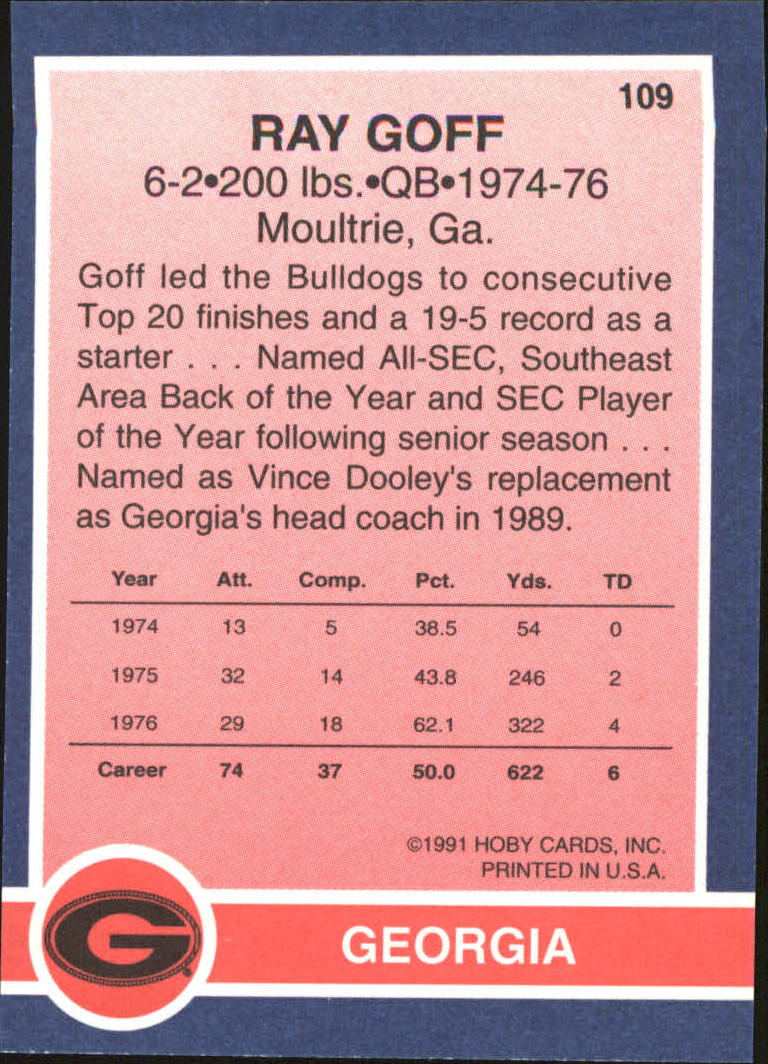 109
RAY GOFF
6-2•200 lbs.•QB•1974-76
Moultrie, Ga.
Goff led the Bulldogs to consecutive
Top 20 finishes and a 19-5 record as a
starter . . . Named All-SEC, Southeast
Area Back of the Year and SEC Player
of the Year following senior season . . .
Named as Vince Dooley's replacement
as Georgia's head coach in 1989.
Year Att. Comp. Pct. Yds. TD
1974 13 5 38.5 54 0
1975 32 14 43.8 246 2
1976 29 18 62.1 322 4
Career 74 37 50.0 622 6
©1991 HOBY CARDS, INC.
PRINTED IN U.S.A.
G
GEORGIA